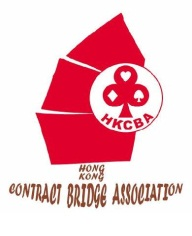 HKCBA
HONG
KONG
CONTRACT BRIDGE ASSOCIATION